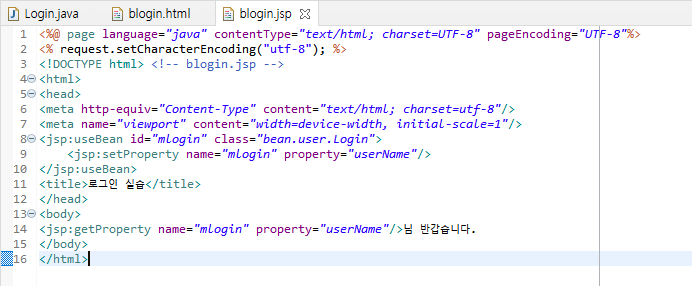 Login.java blogin.html blogin.jsp
1 <%@ page language="java" contentType="text/html; charset=UTF-8" pageEncoding="UTF-8"%>
2 <% request.setCharacterEncoding("utf-8"); %>
3 <!DOCTYPE html> <!-- blogin.jsp -->
4 <html>
5 <head>
6 <meta http-equiv="Content-Type" content="text/html; charset=utf-8"/>
7 <meta name="viewport" content="width=device-width, initial-scale=1"/>
8 <jsp:useBean id="mlogin" class="bean.user.Login">
9     <jsp:setProperty name="mlogin" property="userName"/>
10 </jsp:useBean>
11 <title>로그인 실습</title>
12 </head>
13 <body>
14 <jsp:getProperty name="mlogin" property="userName"/>님 반갑습니다.
15 </body>
16 </html>